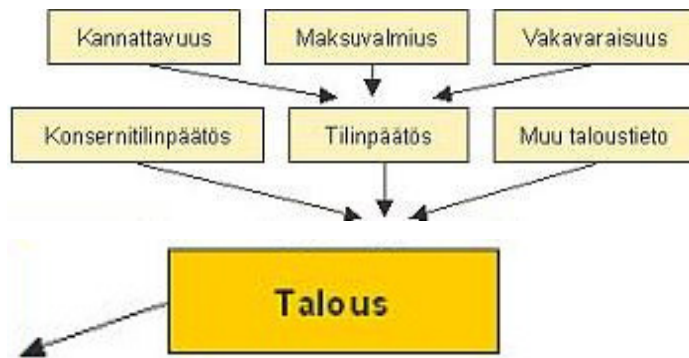 Kannattavuus
Maksuvalmius
Vakavaraisuus
Konsernitilinpäätös
Tilinpäätös
Muu taloustieto
Talous